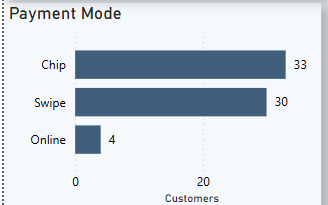 Payment Mode
Chip 33
Swipe 30
Online 4
0 20
Customers